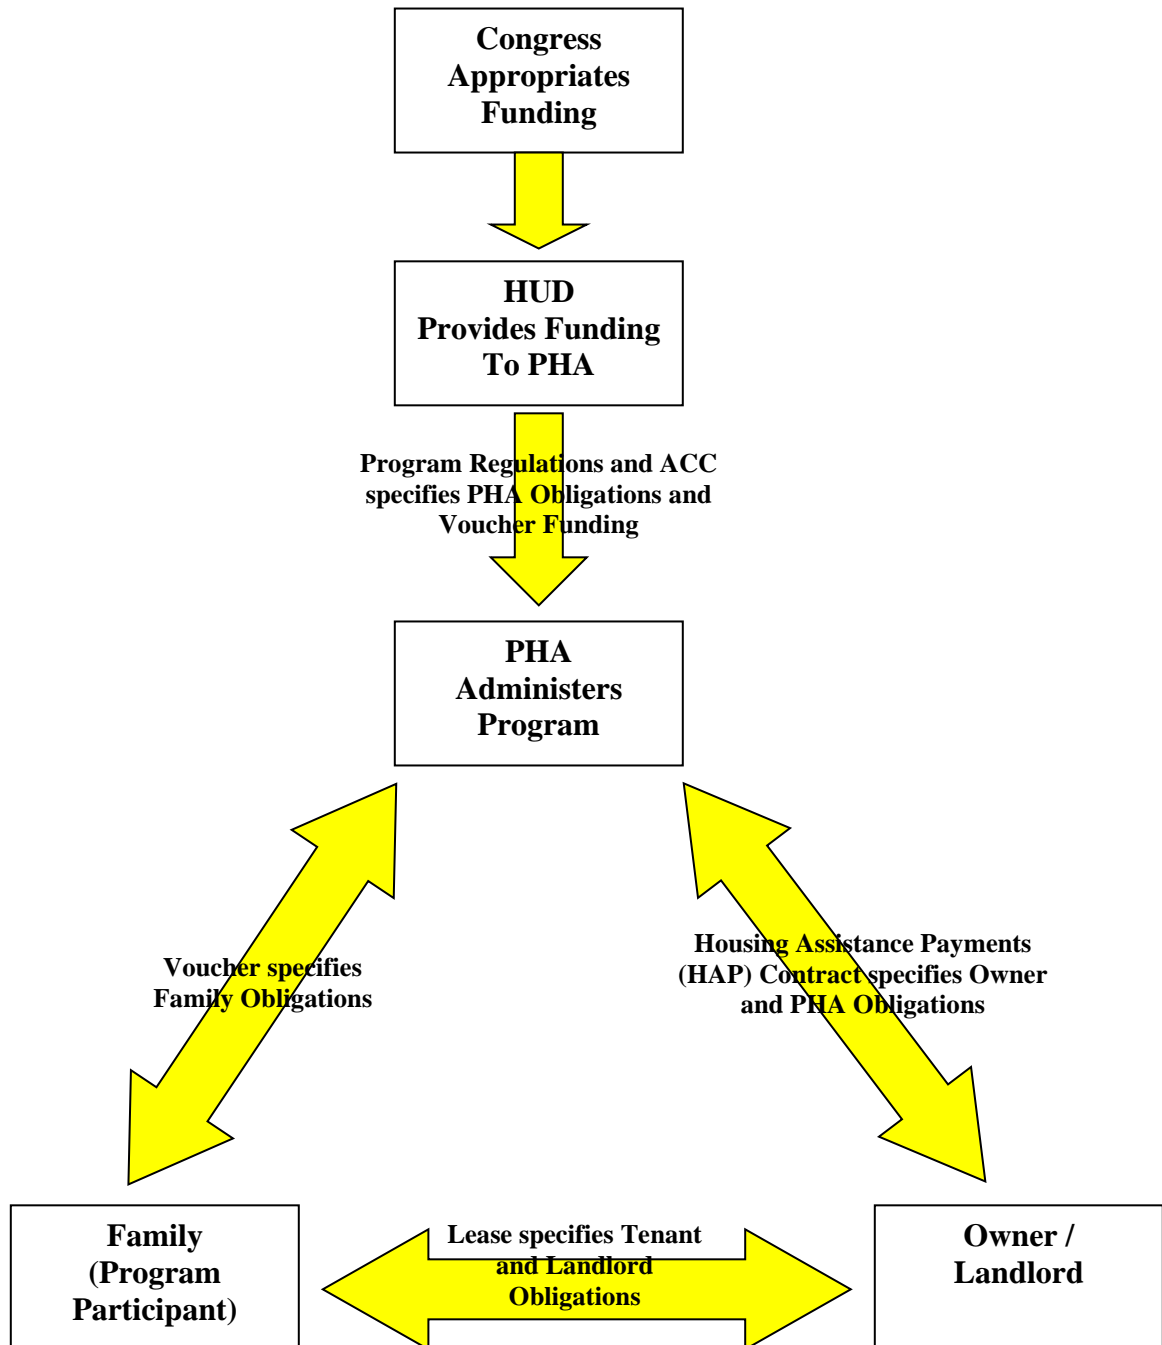 Congress
Appropriates
Funding
HUD
Provides Funding
To PHA
Program Regulations and ACC
specifies PHA Obligations and
Voucher Funding
PHA
Administers
Program
Voucher specifies
Family Obligations
Housing Assistance Payments
(HAP) Contract specifies Owner
and PHA Obligations
Family
(Program
Participant)
Lease specifies Tenant
and Landlord
Obligations
Owner /
Landlord